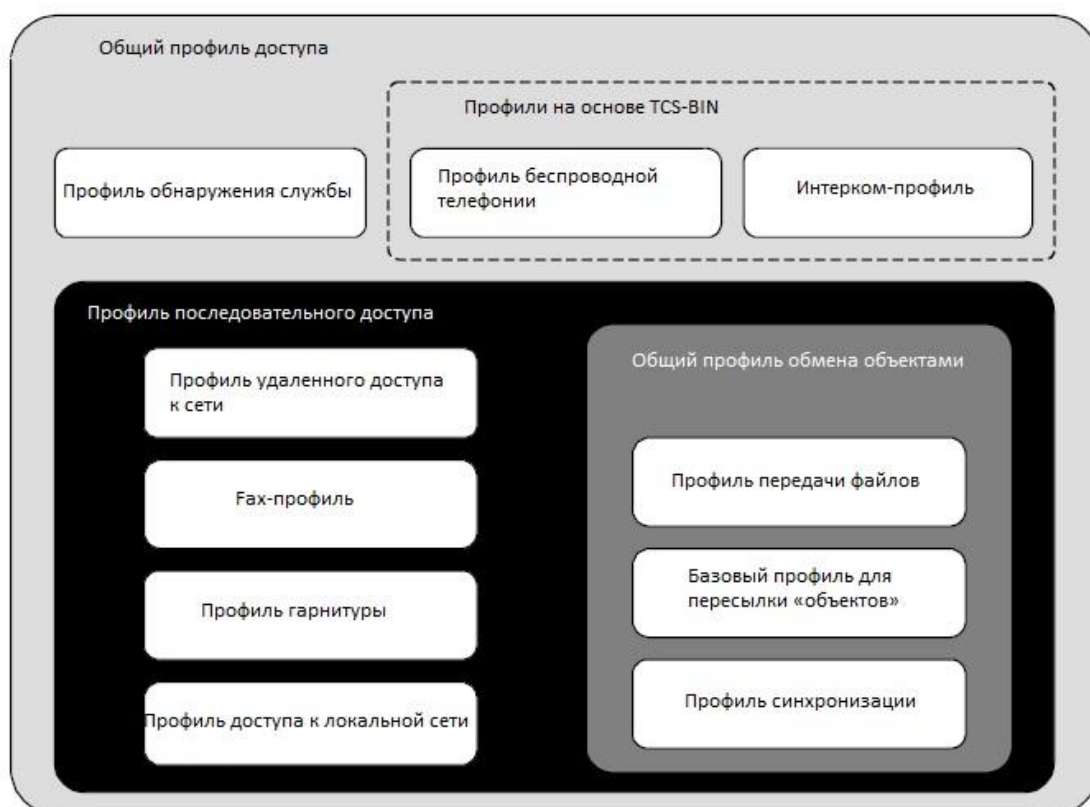 Общий профиль доступа
Профили на основе TCS-BIN
Профиль обнаружения службы
Профиль беспроводной
телефонии
Интерком-профиль
Профиль последовательного доступа
Профиль удаленного доступа
к сети
Fax-профиль
Профиль гарнитуры
Профиль доступа к локальной сети
Общий профиль обмена объектами
Профиль передачи файлов
Базовый профиль для
пересылки «объектов»
Профиль синхронизации